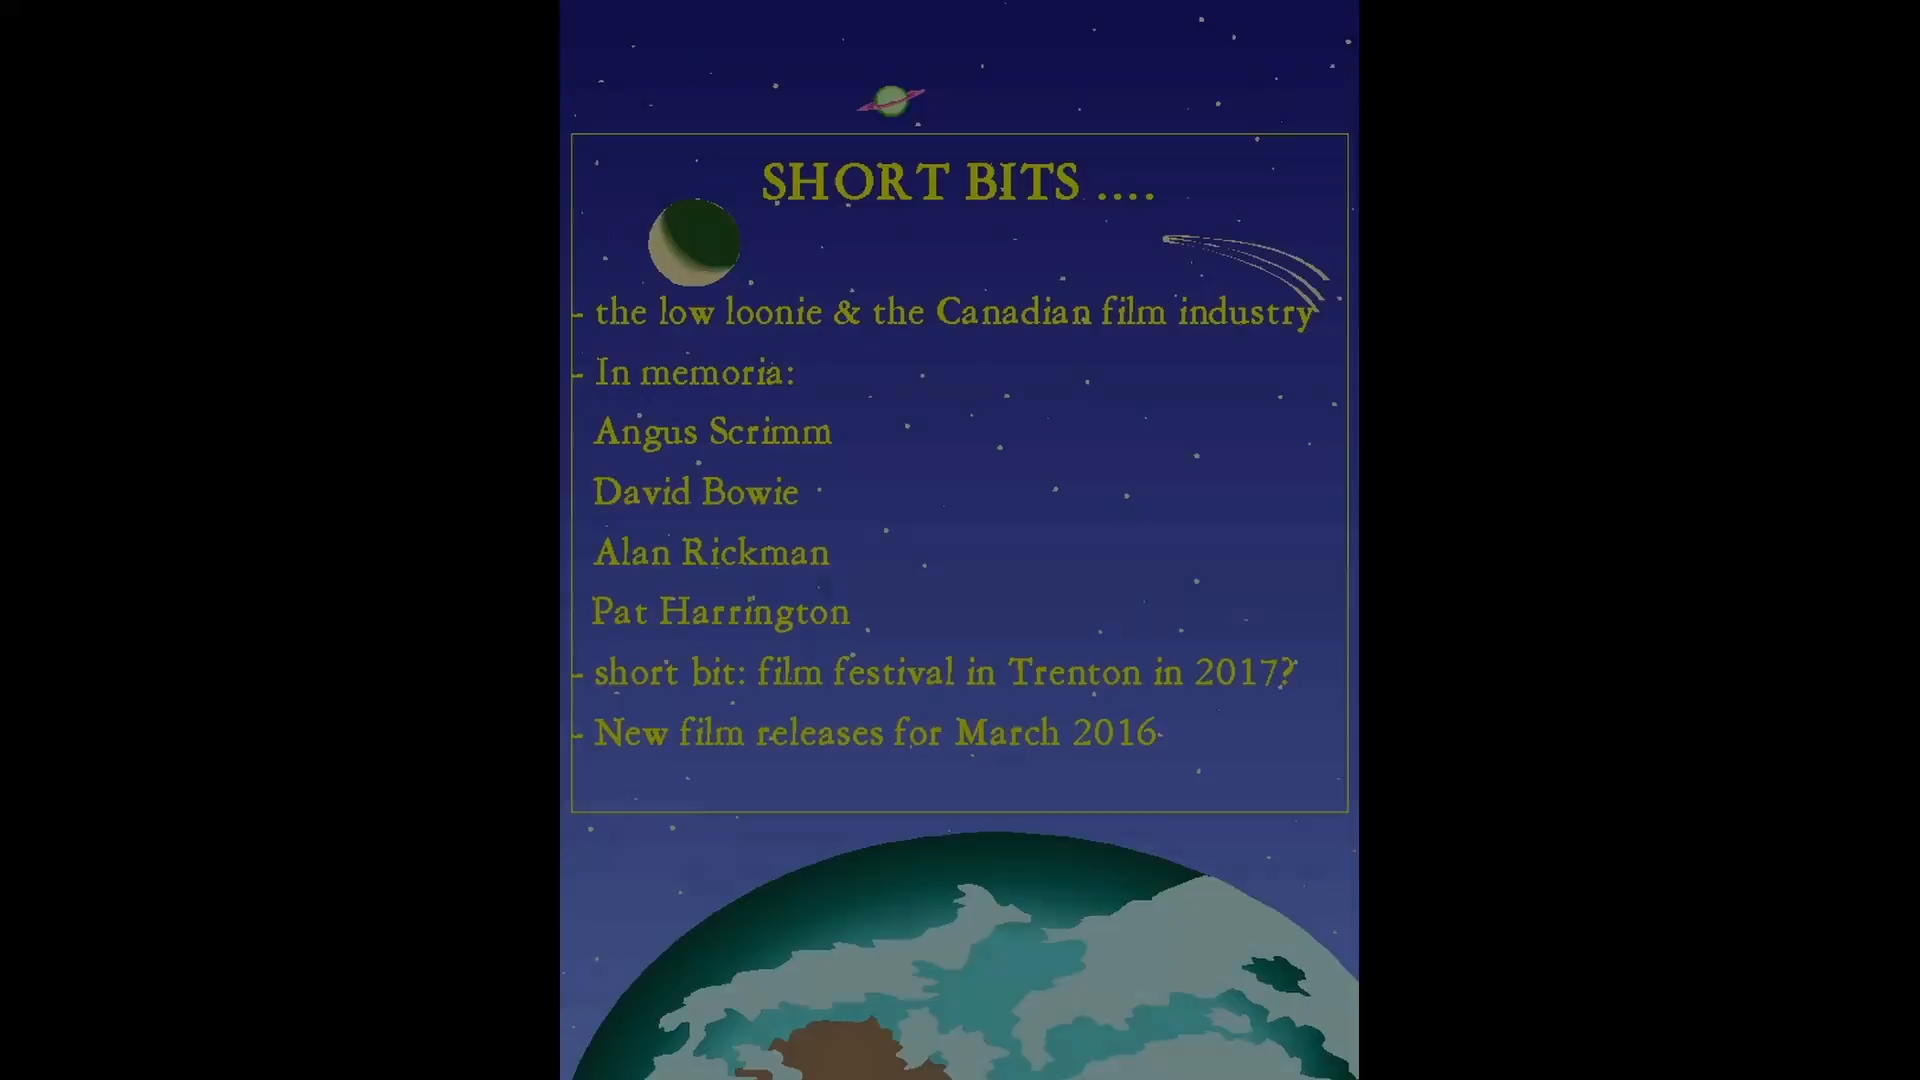 SHORT BITS ....
- the low loonie & the Canadian film industry
- In memoria:
Angus Scrimm
David Bowie
Alan Rickman
Pat Harrington
- short bit: film festival in Trenton in 2017?
- New film releases for March 2016